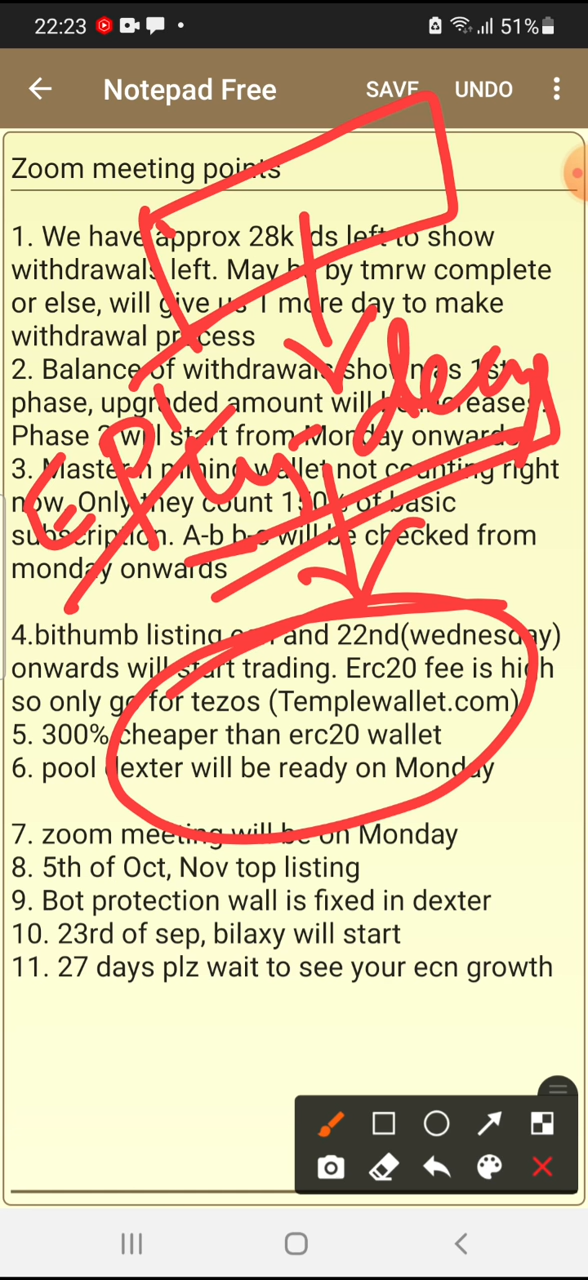 22:23 51%
Notepad Free SAVE UNDO
Zoom meeting points
1. We have approx 28k left to show
withdrawals left. May be by tmrw complete
or else, will give us 1 more day to make
withdrawal process
2. Balance of withdrawals shown as 1st
phase, upgraded amount will be
Phase 2 will start from Monday onwards
3. mining wallet not counting right
now. Only they count 150% of basic
subscription. A-b b-c will be checked from
monday onwards
4.bithumb listing and 22nd(wednesday)
onwards will start trading. Erc20 fee is high
so only go for tezos (Templewallet.com)
5. 300% cheaper than erc20 wallet
6. pool dexter will be ready on Monday
7. zoom meeting will be on Monday
8. 5th of Oct, Nov top listing
9. Bot protection wall is fixed in dexter
10. 23rd of sep, bilaxy will start
11. 27 days plz wait to see your ecn growth